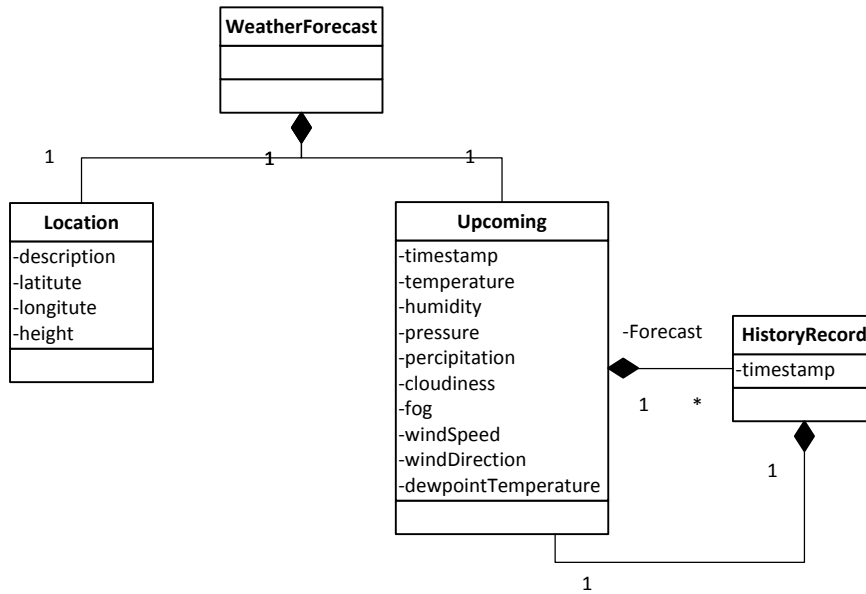 WeatherForecast
1
1
1
Location
-description
-latitute
-longitute
-height
Upcoming
-timestamp
-temperature
-humidity
-pressure
-percipitation
-cloudiness
-fog
-windSpeed
-windDirection
-dewpointTemperature
-Forecast
1
*
HistoryRecord
-timestamp
1
1